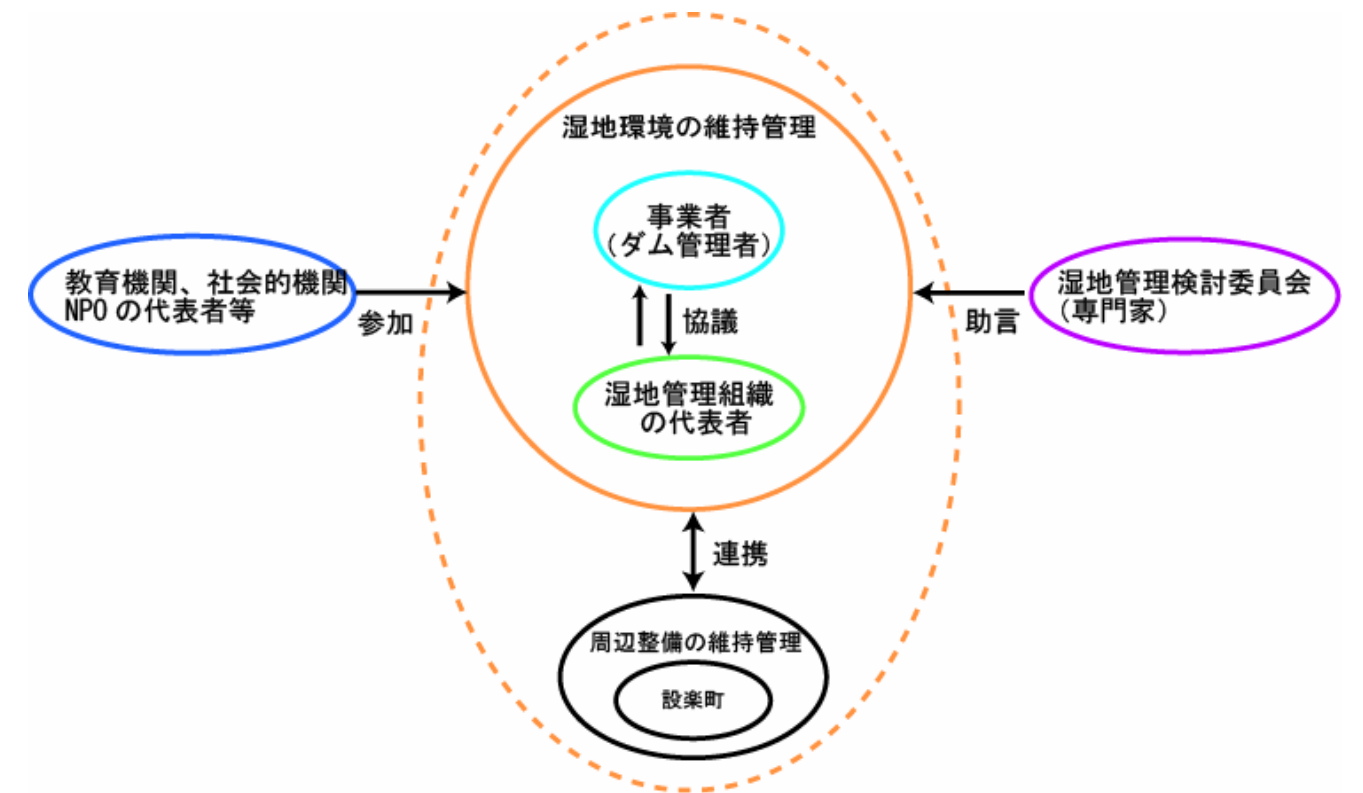 湿地環境の維持管理
事業者
（ダム管理者）
教育機関、社会的機関
NPOの代表者等
参加
協議
湿地管理検討委員会
（専門家）
助言
湿地管理組織
の代表者
連携
周辺整備の維持管理
設楽町